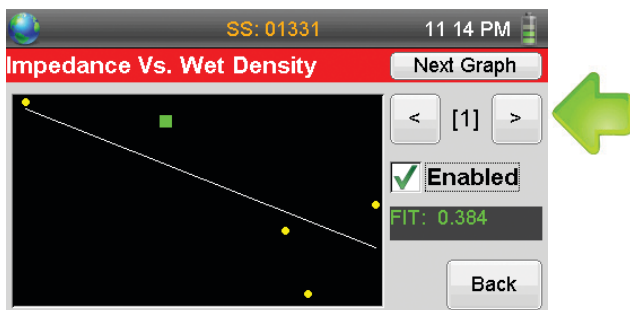 SS: 01331 11 14 PM
Impedance Vs. Wet Density Next Graph
< [1] >
Enabled
FIT: 0.384
Back